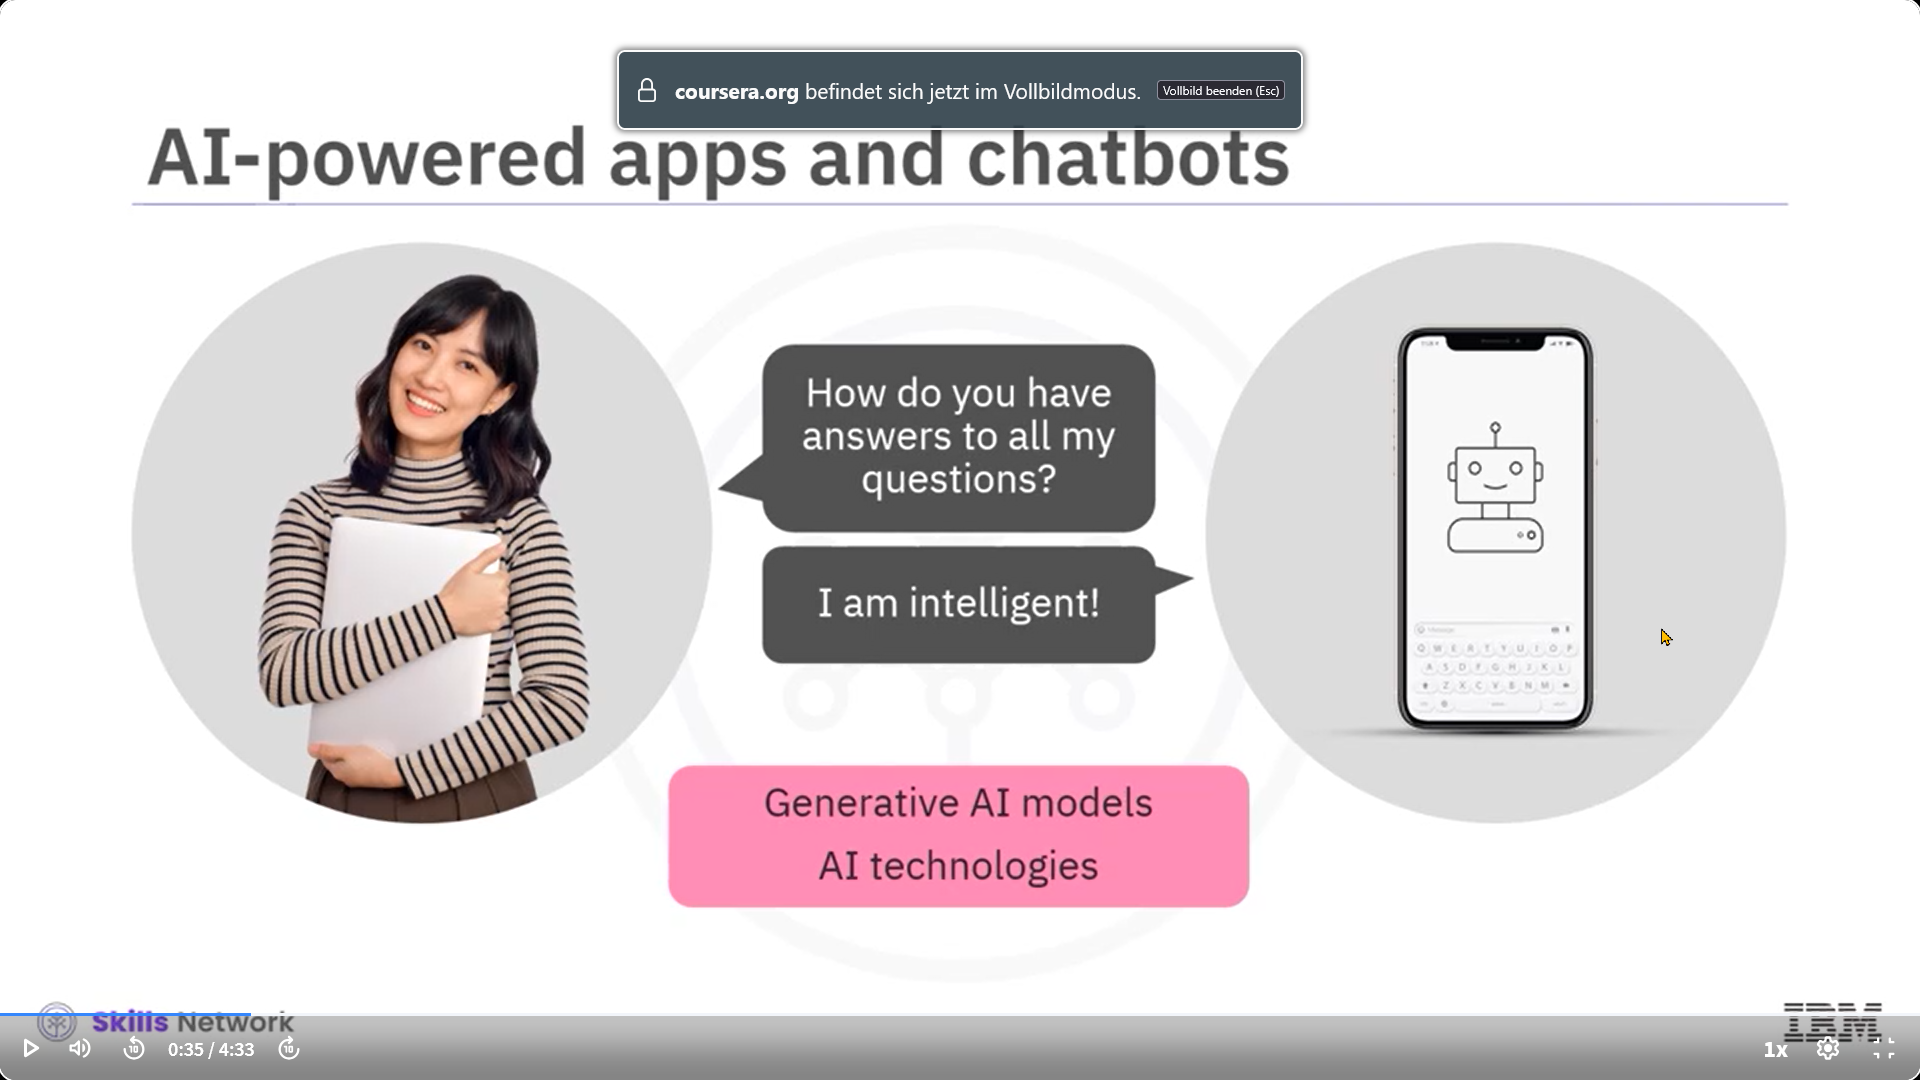 coursera.org befindet sich jetzt im Vollbildmodus. Vollbild beenden (Esc)
AI-powered apps and chatbots
How do you have
answers to all my
questions?
I am intelligent!
Q W E R T Y U I O P
A S D F G H J K L
Z X C V B N M
Generative AI models
AI technologies
Skills Network
IBM
10
0:35 / 4:33
10
1x